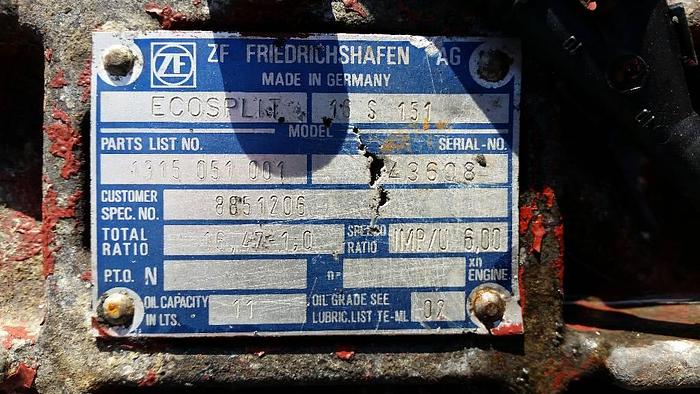 ZF ZF FRIEDRICHSHAFEN AG
MADE IN GERMANY
ECOSPLIT 16 S 151
MODEL
PARTS LIST NO. SERIAL-NO.
1315 051 001 43608
CUSTOMER SPEC. NO. 8851206
TOTAL RATIO 16,47-1,0 SPEEDO RATIO IMP/U 6,00
P.T.O. N n= xn ENGINE
OIL CAPACITY IN LTS. 11 OIL GRADE SEE LUBRIC. LIST TE-ML 02